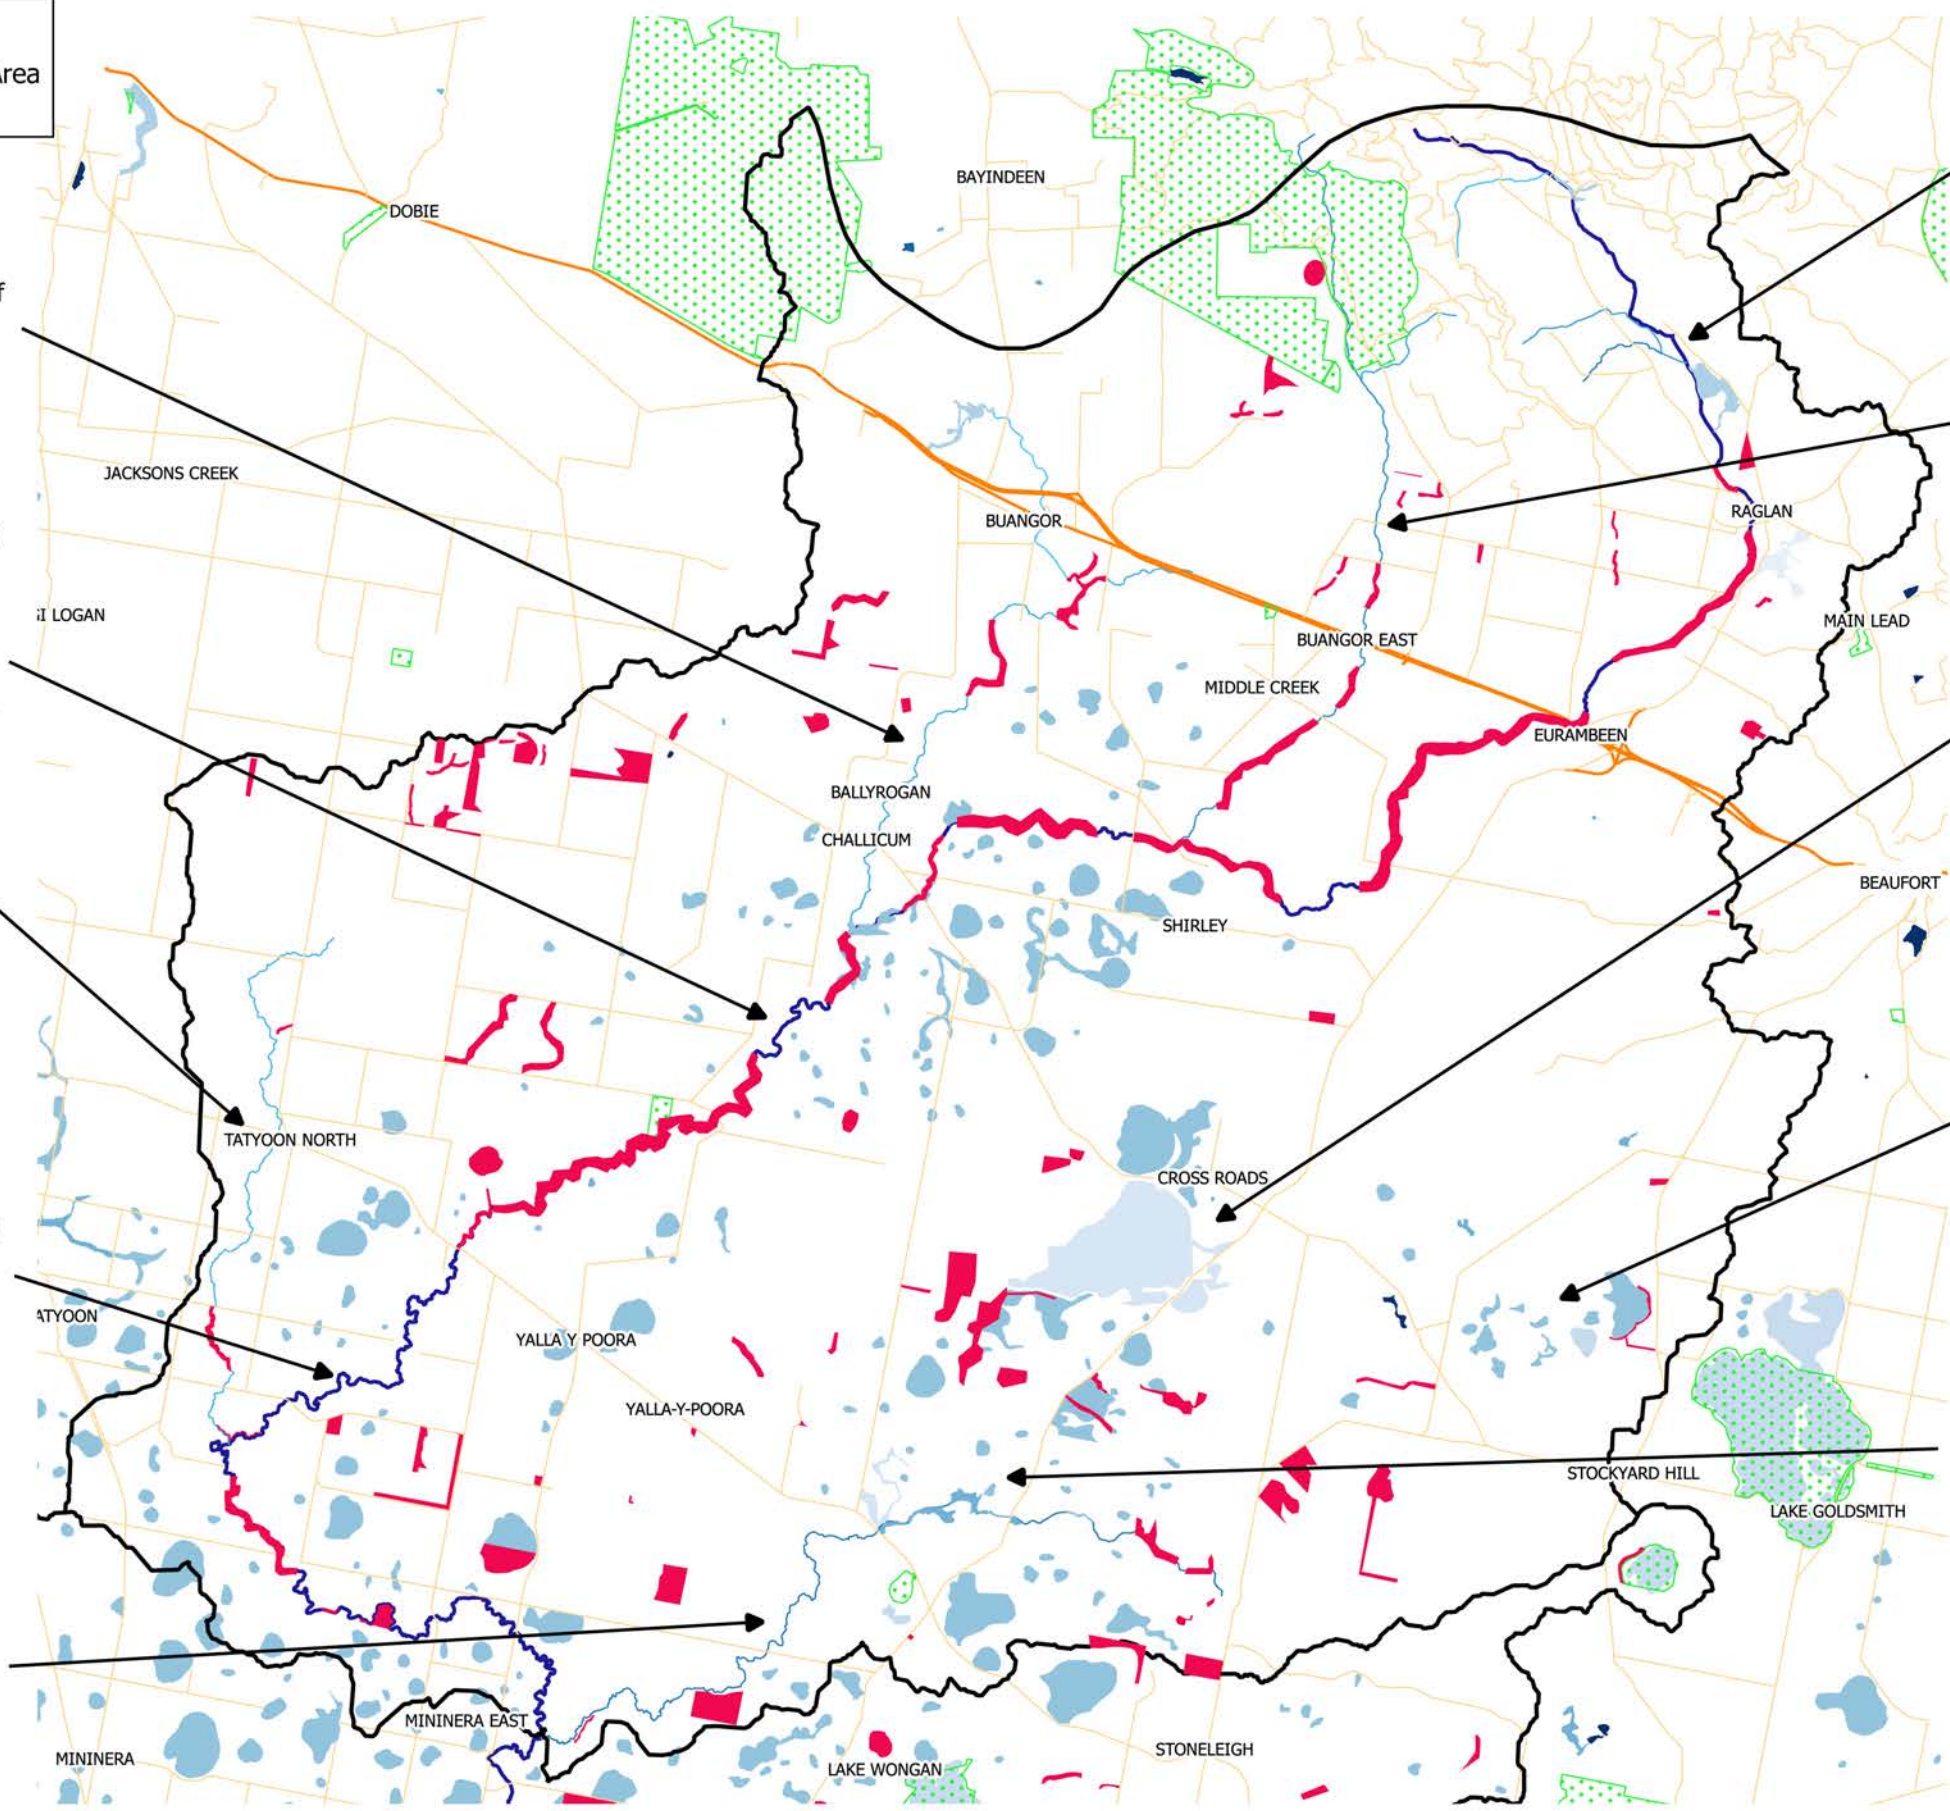 DOBIE
BAYINDEEN
JACKSONS CREEK
BUANGOR
RAGLAN
LOGAN
MAIN LEAD
BUANGOR EAST
MIDDLE CREEK
EURAMBEEN
BALLYROGAN
CHALLICUM
BEAUFORT
SHIRLEY
TATYOON NORTH
CROSS ROADS
ATYOON
YALLA Y POORA
YALLA-Y-POORA
STOCKYARD HILL
LAKE GOLDSMITH
MININERA EAST
MININERA
STONELEIGH
LAKE WONGAN